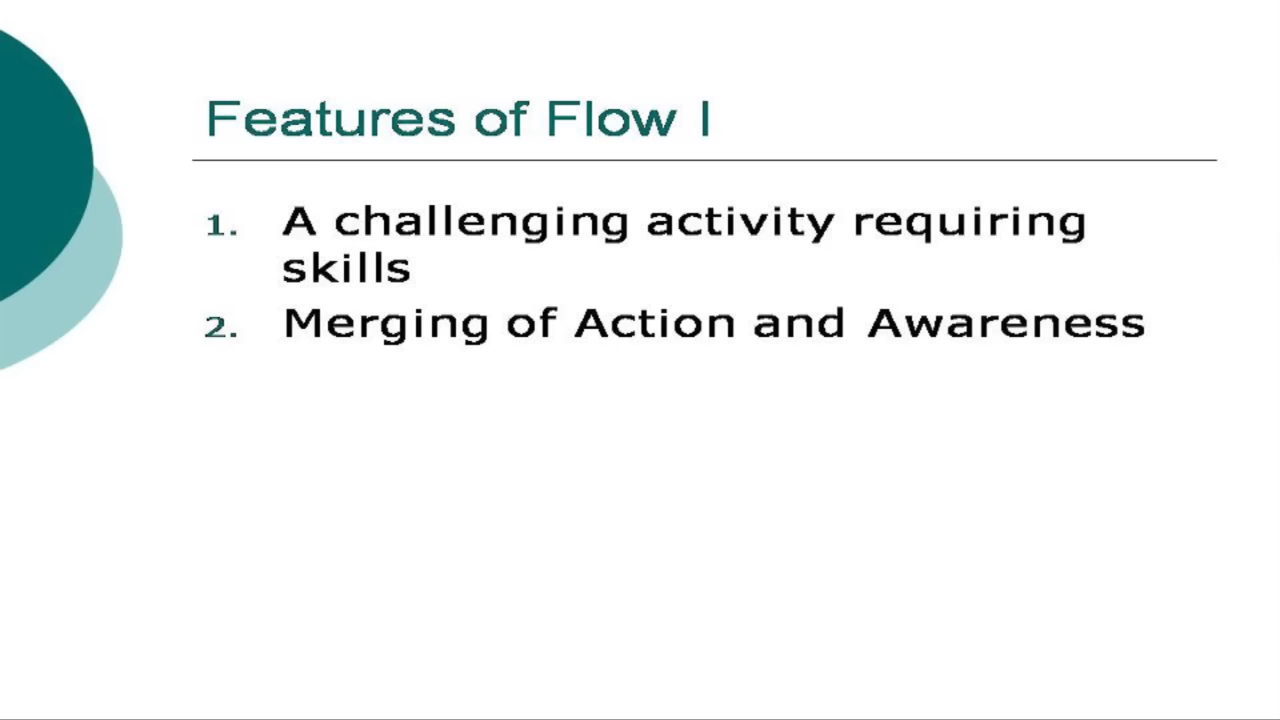 Features of Flow I
1. A challenging activity requiring
skills
2. Merging of Action and Awareness